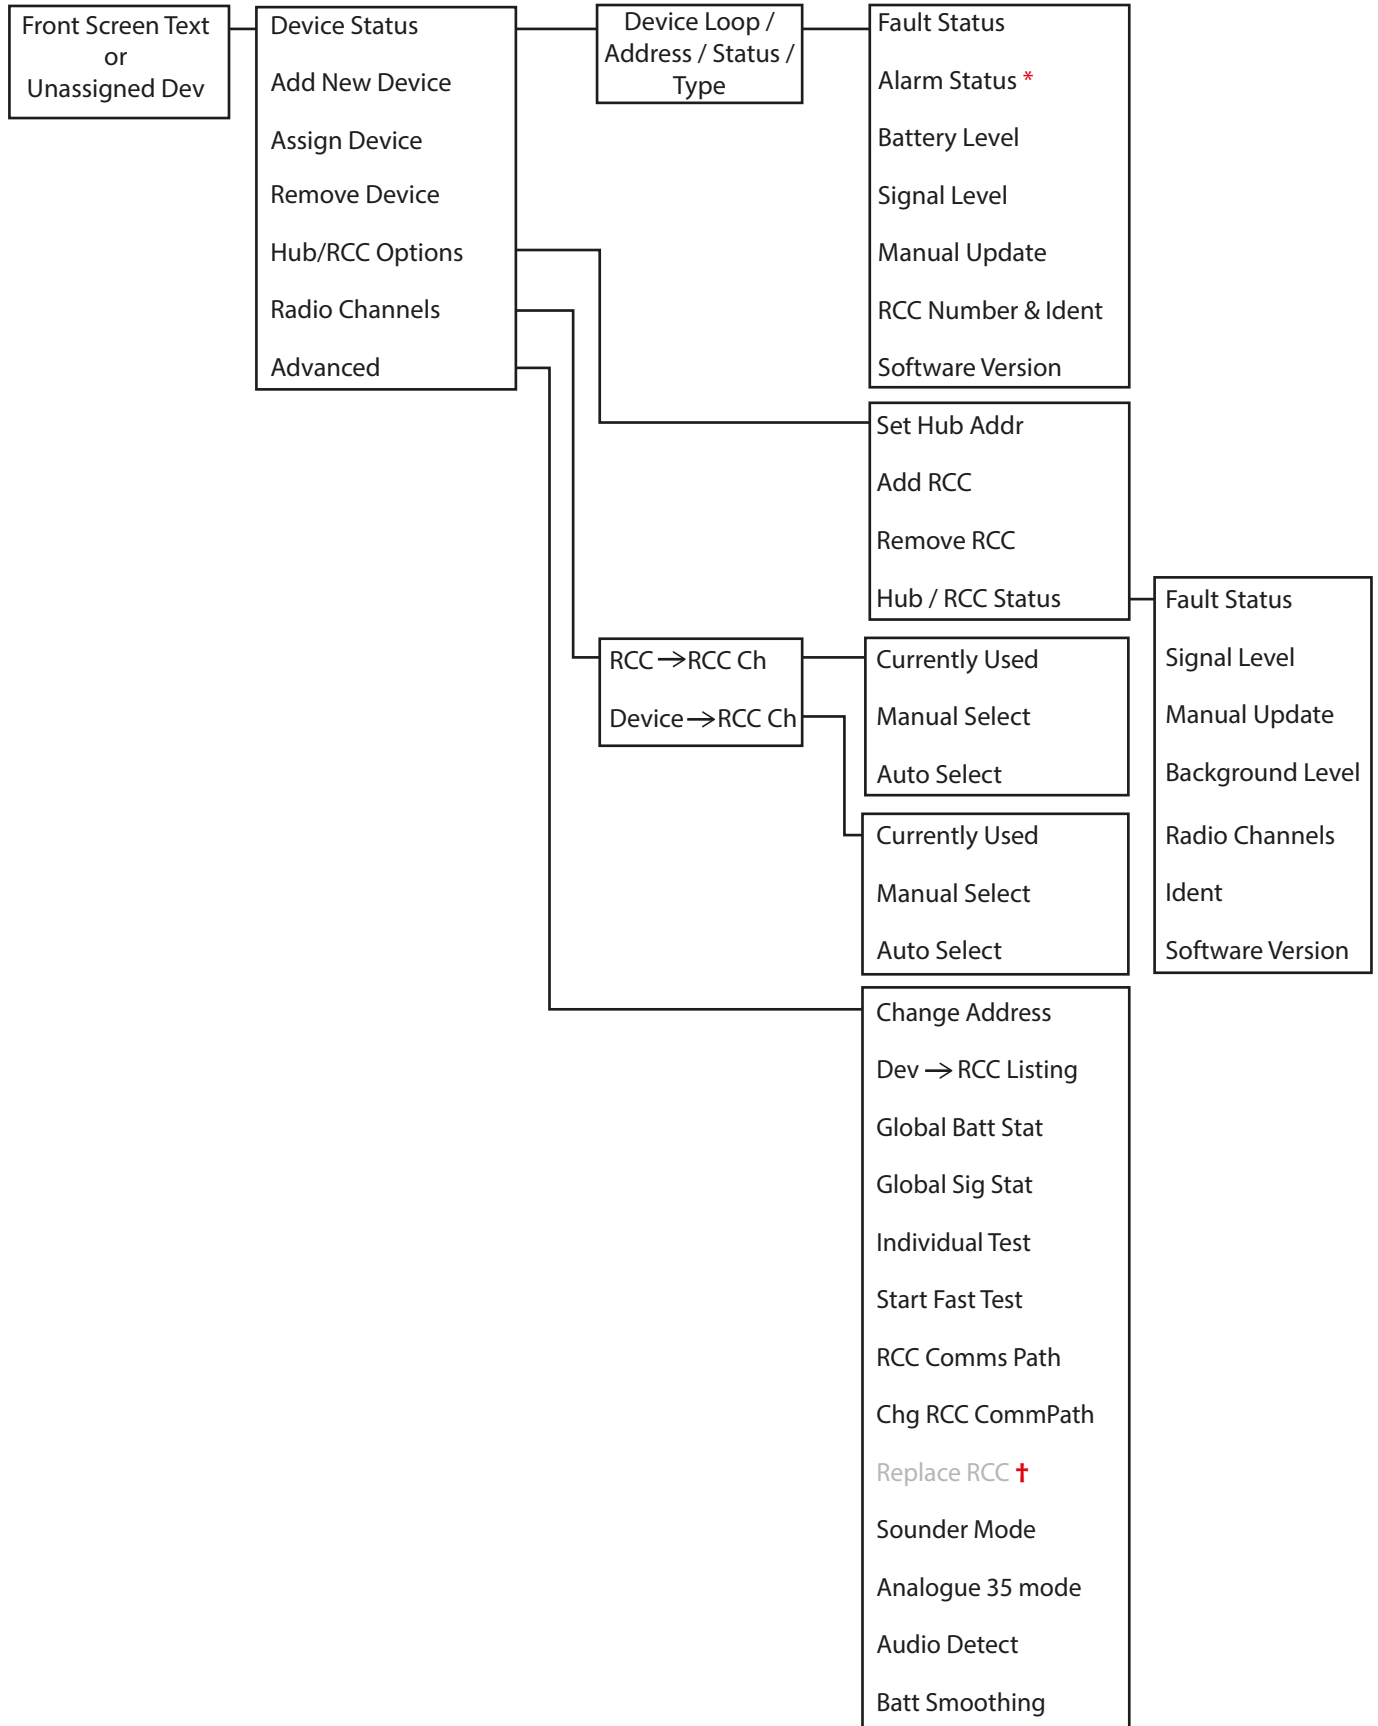 Front Screen Text
or
Unassigned Dev
Device Status
Add New Device
Assign Device
Remove Device
Hub/RCC Options
Radio Channels
Advanced
Device Loop /
Address / Status /
Type
Fault Status
Alarm Status *
Battery Level
Signal Level
Manual Update
RCC Number & Ident
Software Version
Set Hub Addr
Add RCC
Remove RCC
Hub / RCC Status
Fault Status
Signal Level
Manual Update
Background Level
Radio Channels
Ident
Software Version
RCC → RCC Ch
Device → RCC Ch
Currently Used
Manual Select
Auto Select
Currently Used
Manual Select
Auto Select
Change Address
Dev → RCC Listing
Global Batt Stat
Global Sig Stat
Individual Test
Start Fast Test
RCC Comms Path
Chg RCC CommPath
Replace RCC †
Sounder Mode
Analogue 35 mode
Audio Detect
Batt Smoothing